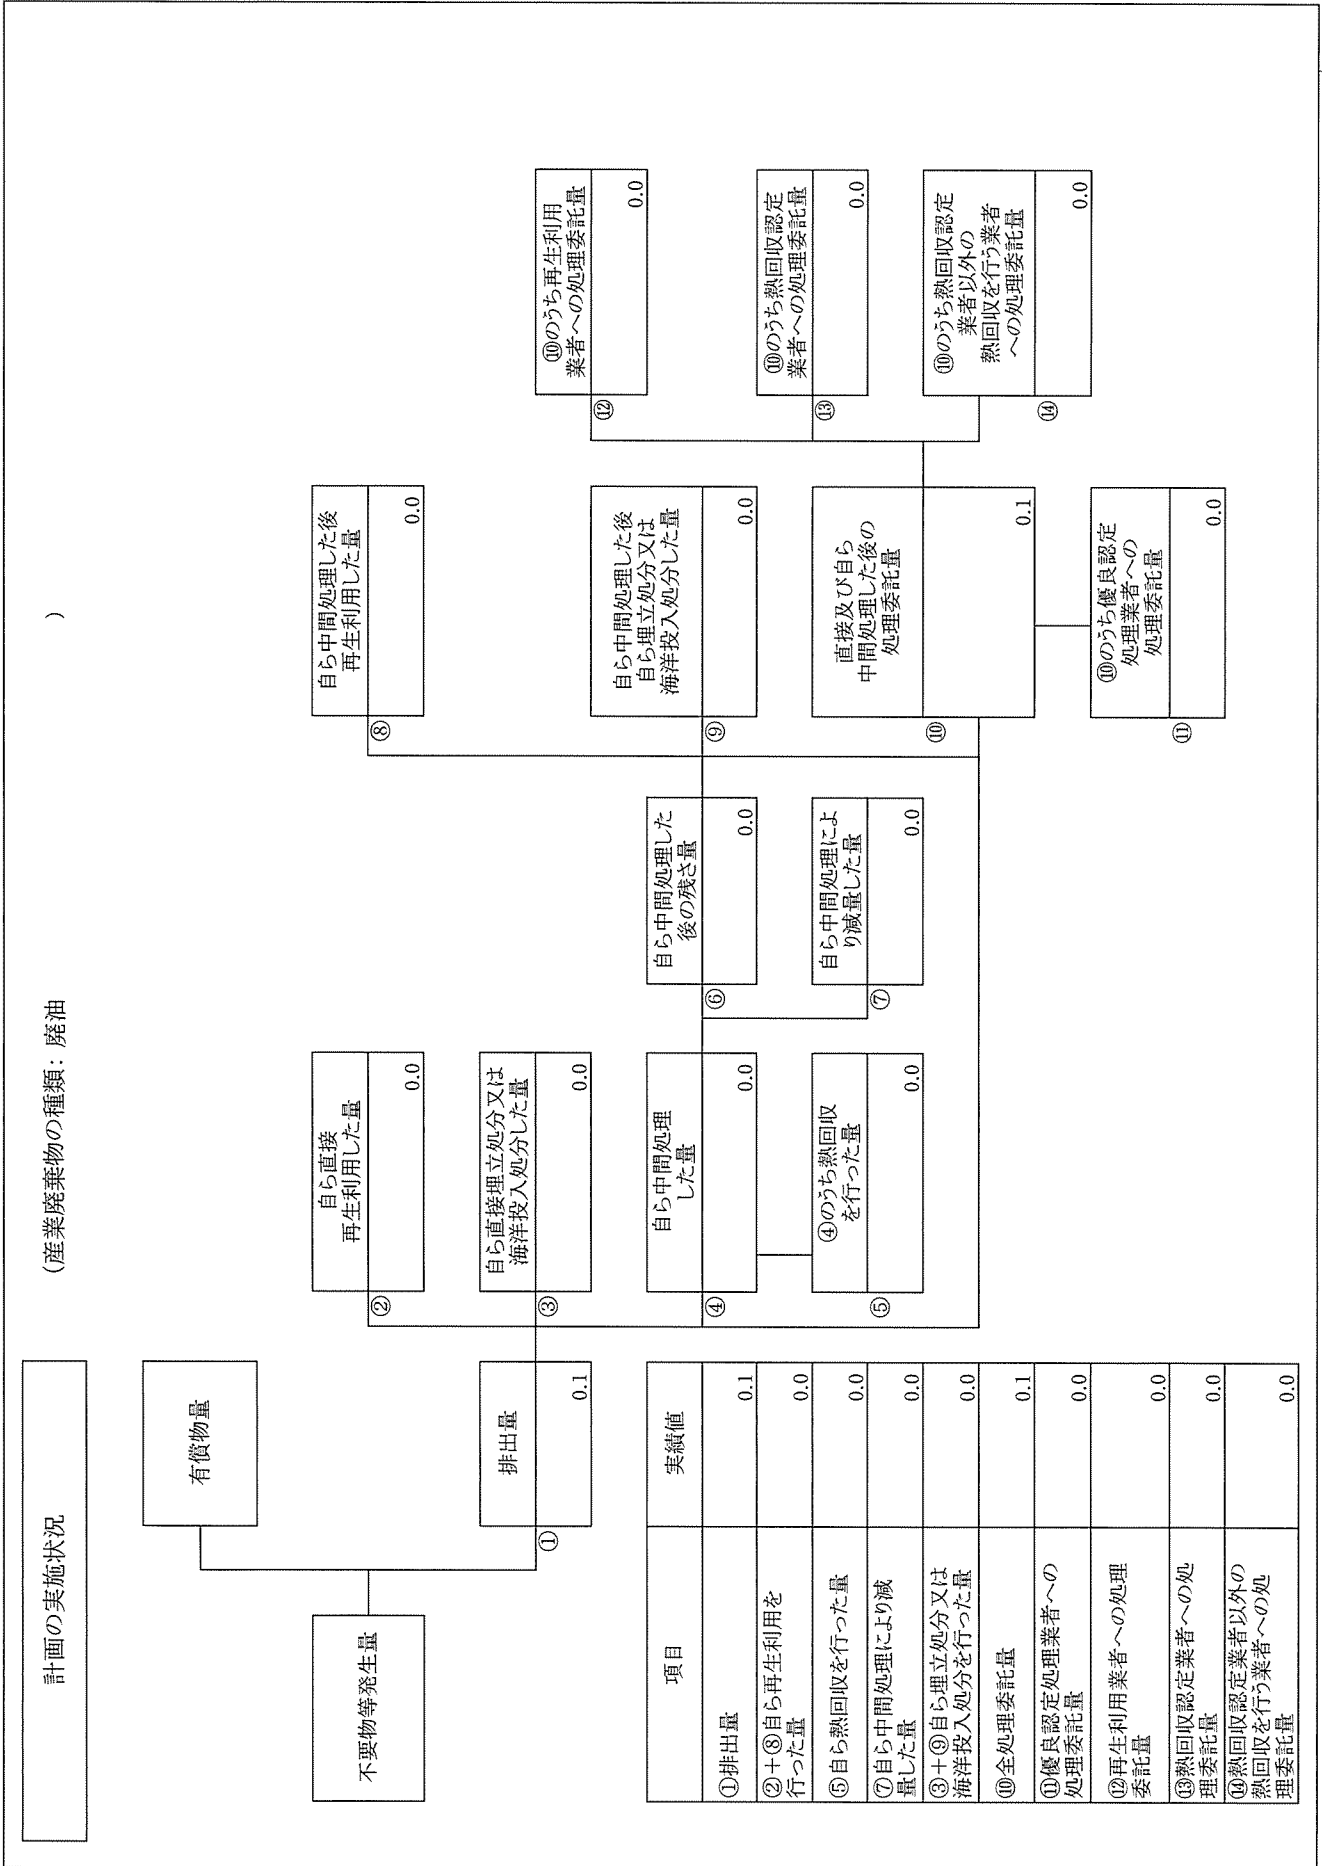 計画の実施状況
(産業廃棄物の種類: 廃油
)
不要物等発生量
有償物量
排出量
①
0.1
自ら直接
再生利用した量
②
0.0
自ら直接埋立処分又は
海洋投入処分した量
③
0.0
自ら中間処理
した量
④
0.0
④のうち熱回収
を行った量
⑤
0.0
自ら中間処理した
後の残さ量
⑥
0.0
自ら中間処理によ
り減量した量
⑦
0.0
自ら中間処理した後
再生利用した量
⑧
0.0
自ら中間処理した後
自ら埋立処分又は
海洋投入処分した量
⑨
0.0
直接及び自ら
中間処理した後の
処理委託量
⑩
0.1
⑩のうち優良認定
処理業者への
処理委託量
⑪
0.0
⑩のうち再生利用
業者への処理委託量
⑫
0.0
⑩のうち熱回収認定
業者への処理委託量
⑬
0.0
⑩のうち熱回収認定
業者以外の
熱回収を行う業者
への処理委託量
⑭
0.0
項目 実績値
①排出量 0.1
②+⑧自ら再生利用を
行った量 0.0
⑤自ら熱回収を行った量 0.0
⑦自ら中間処理により減
量した量 0.0
③+⑨自ら埋立処分又は
海洋投入処分を行った量 0.0
⑩全処理委託量 0.1
⑪優良認定処理業者への
処理委託量 0.0
⑫再生利用業者への処理
委託量 0.0
⑬熱回収認定業者への処
理委託量 0.0
⑭熱回収認定業者以外の
熱回収を行う業者への処
理委託量 0.0